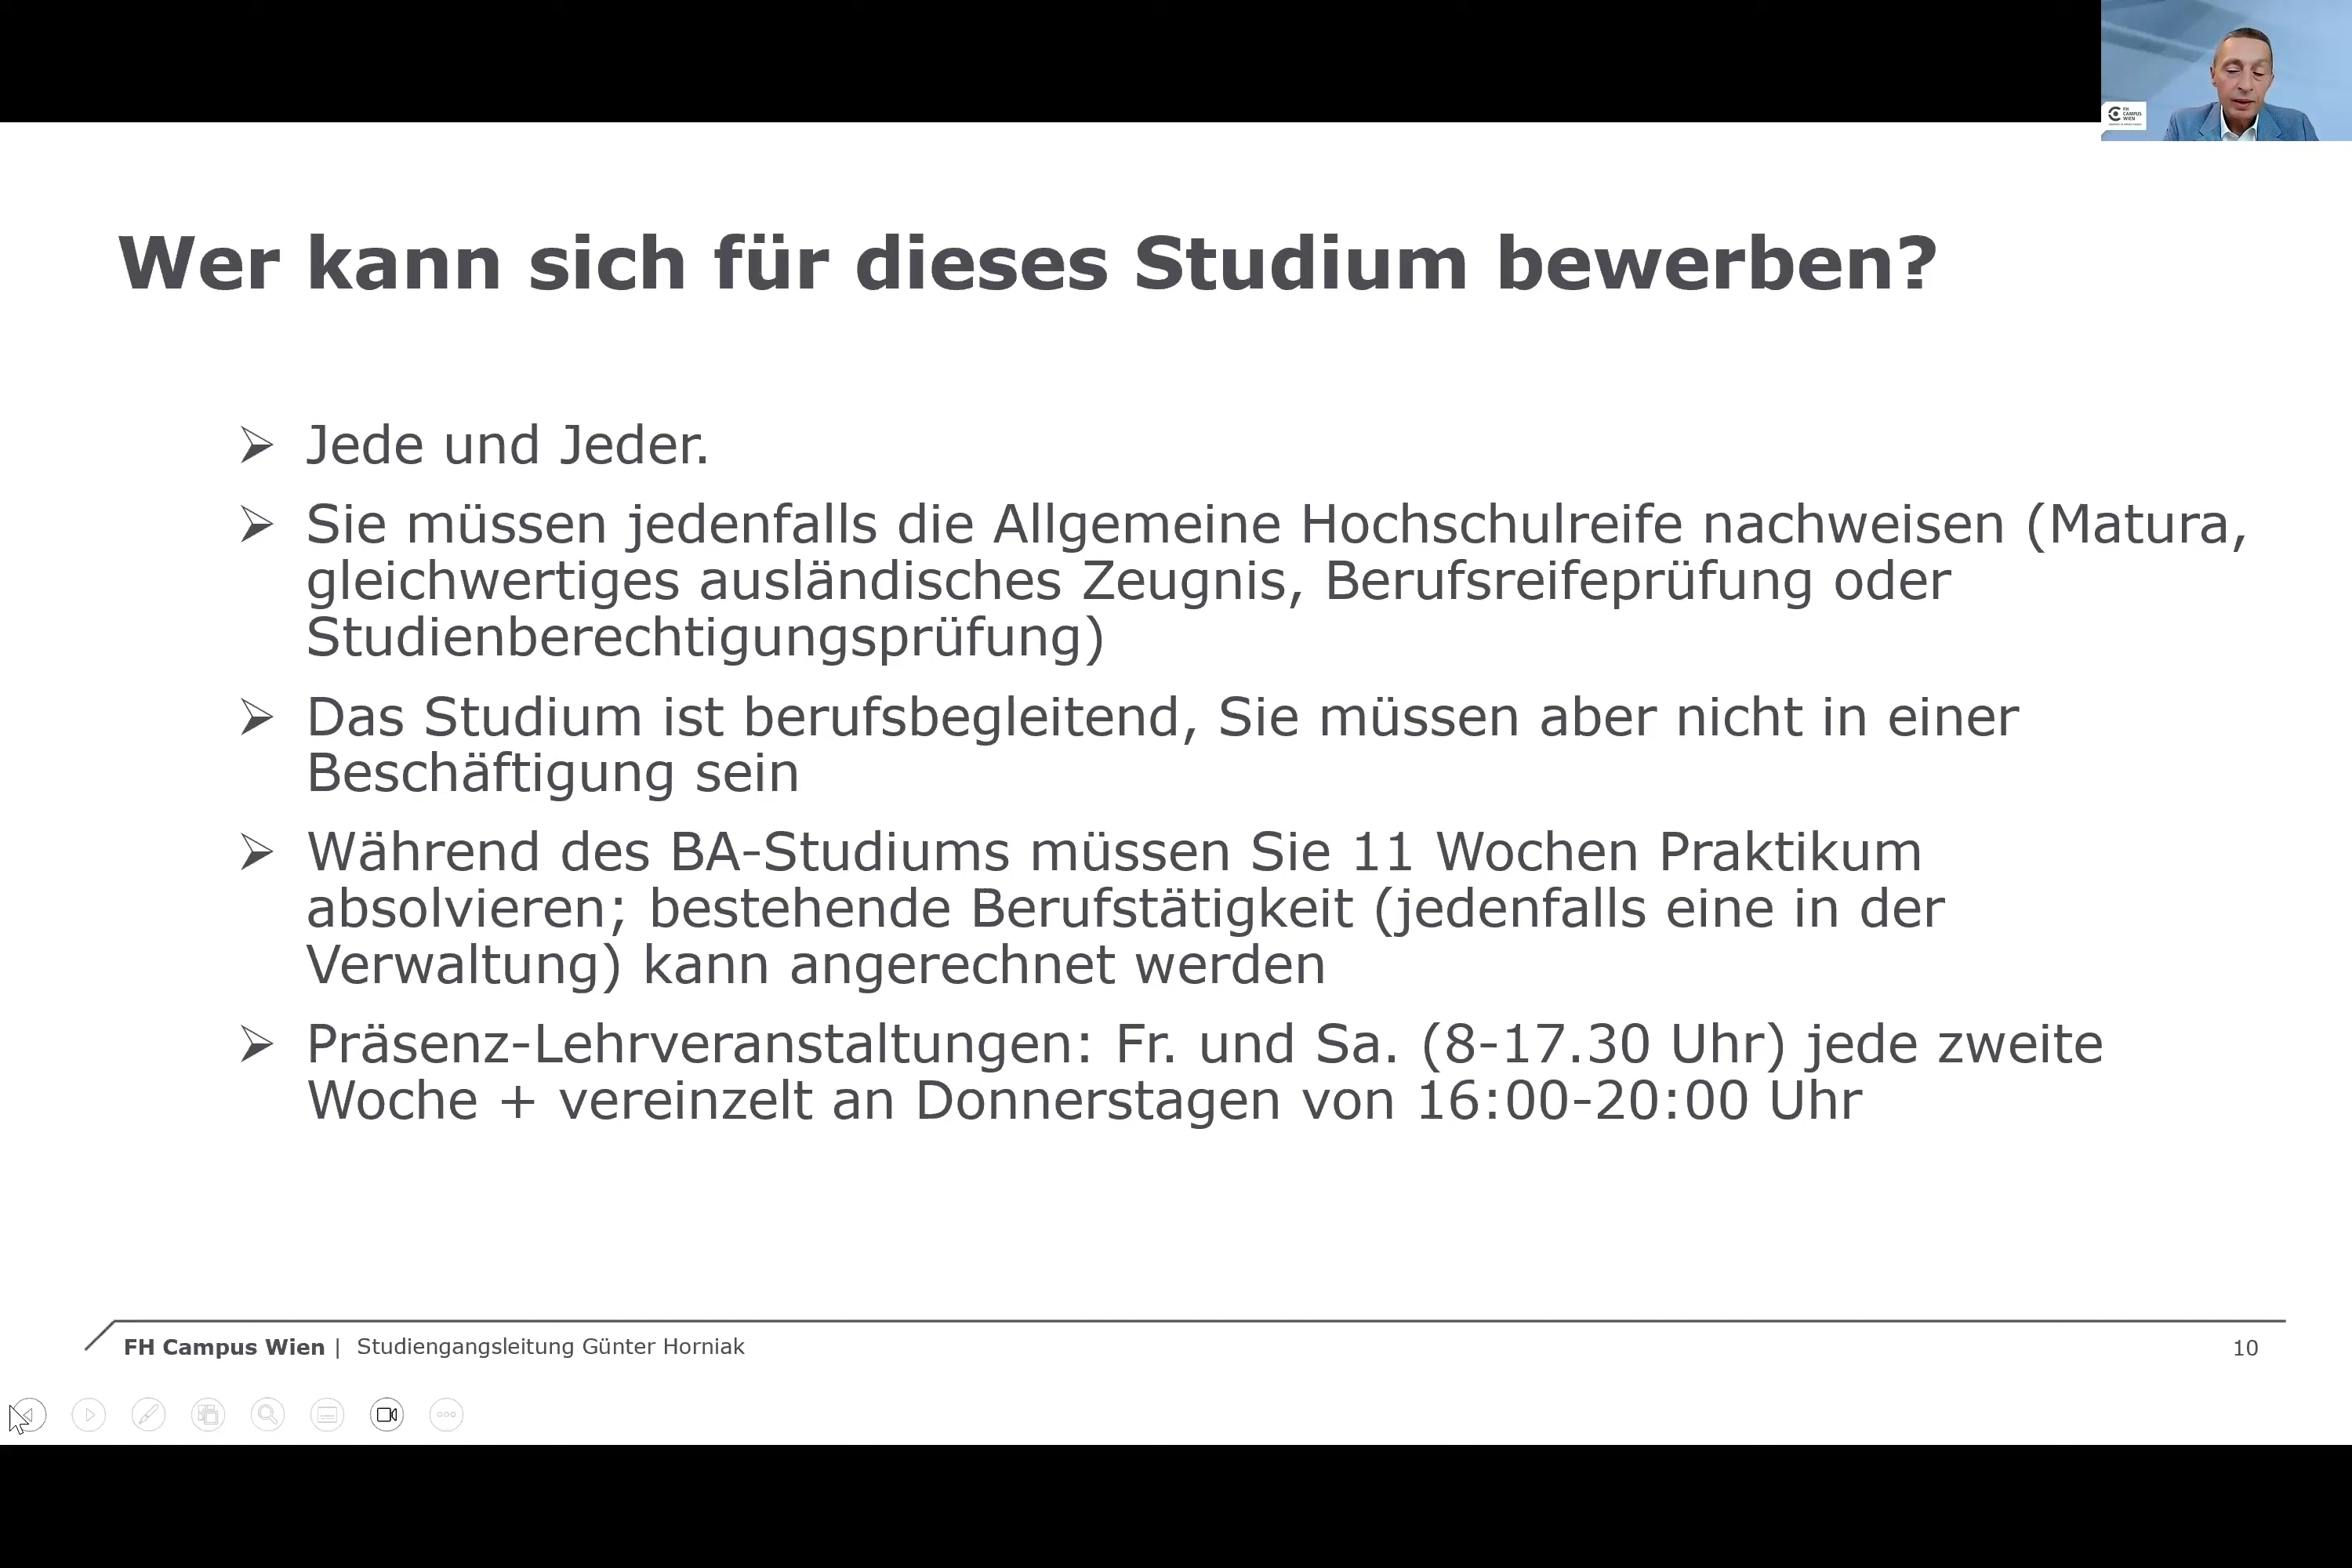 Wer kann sich für dieses Studium bewerben?
Jede und Jeder.
Sie müssen jedenfalls die Allgemeine Hochschulreife nachweisen (Matura,
gleichwertiges ausländisches Zeugnis, Berufsreifeprüfung oder
Studienberechtigungsprüfung)
Das Studium ist berufsbegleitend, Sie müssen aber nicht in einer
Beschäftigung sein
Während des BA-Studiums müssen Sie 11 Wochen Praktikum
absolvieren; bestehende Berufstätigkeit (jedenfalls eine in der
Verwaltung) kann angerechnet werden
Präsenz-Lehrveranstaltungen: Fr. und Sa. (8-17.30 Uhr) jede zweite
Woche + vereinzelt an Donnerstagen von 16:00-20:00 Uhr
FH Campus Wien | Studiengangsleitung Günter Horniak
10
FH
CAMPUS
WIEN